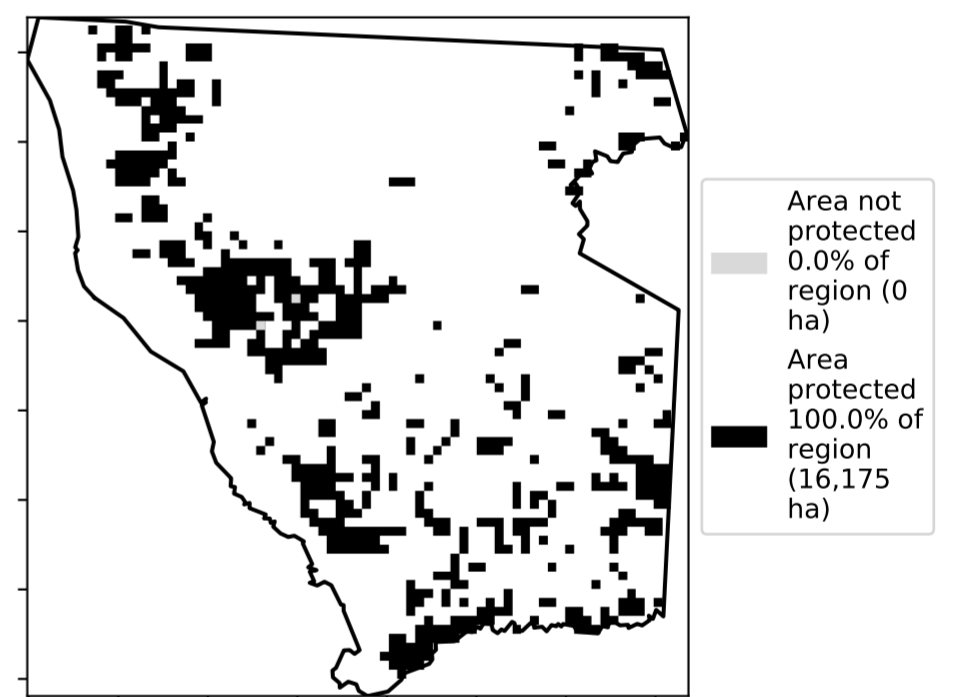 Area not
protected
0.0% of
region (0
ha)
Area
protected
100.0% of
region
(16,175
ha)